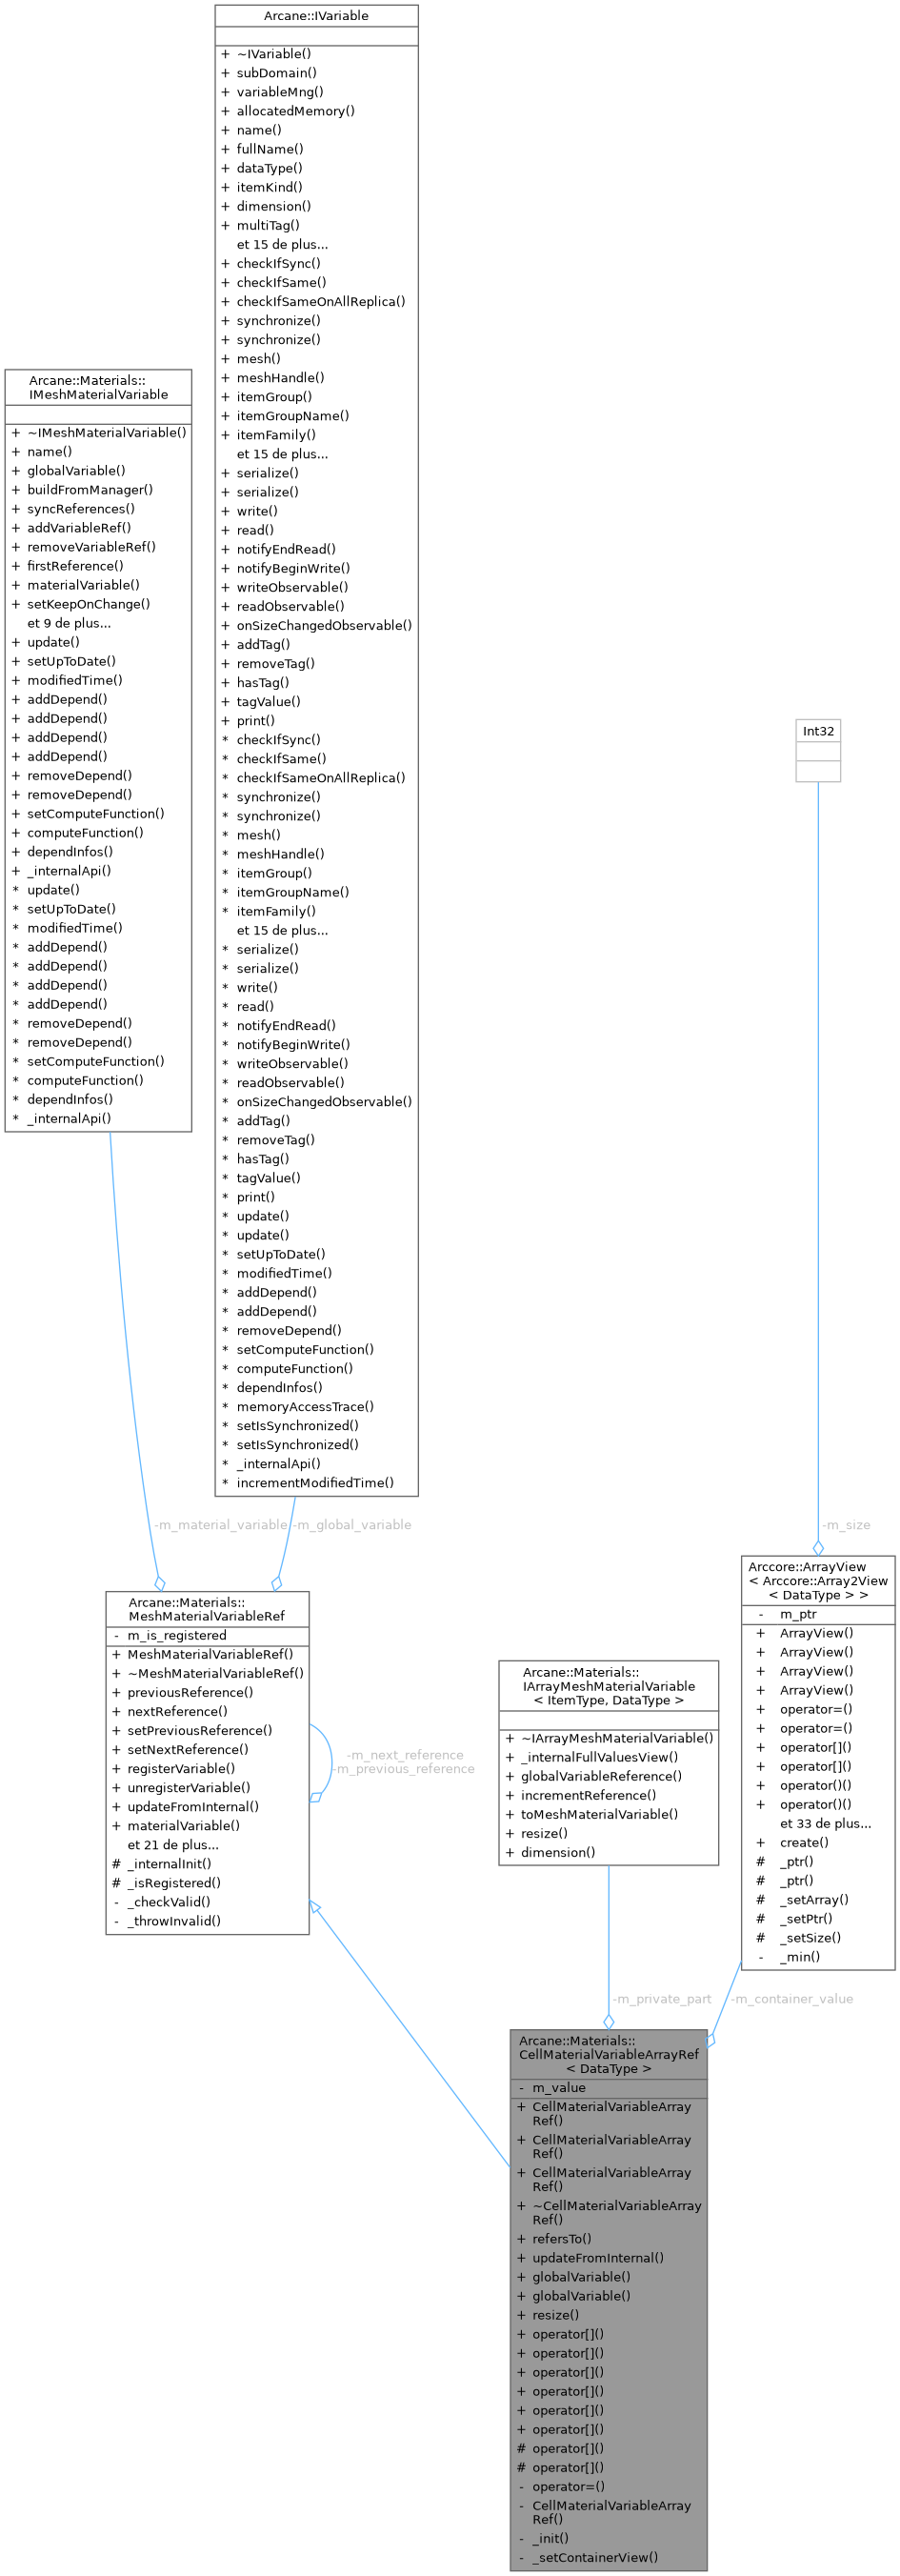 Arcane::IVariable
+ ~IVariable()
+ subDomain()
+ variableMng()
+ allocatedMemory()
+ name()
+ fullName()
+ dataType()
+ itemKind()
+ dimension()
+ multiTag()
et 15 de plus...
+ checkIfSync()
+ checkIfSame()
+ checkIfSameOnAllReplica()
+ synchronize()
+ synchronize()
+ mesh()
+ meshHandle()
+ itemGroup()
+ itemGroupName()
+ itemFamily()
et 15 de plus...
+ serialize()
+ serialize()
+ write()
+ read()
+ notifyEndRead()
+ notifyBeginWrite()
+ writeObservable()
+ readObservable()
+ onSizeChangedObservable()
+ addTag()
+ removeTag()
+ hasTag()
+ tagValue()
+ print()
* checkIfSync()
* checkIfSame()
* checkIfSameOnAllReplica()
* synchronize()
* synchronize()
* mesh()
* meshHandle()
* itemGroup()
* itemGroupName()
* itemFamily()
et 15 de plus...
* serialize()
* serialize()
* write()
* read()
* notifyEndRead()
* notifyBeginWrite()
* writeObservable()
* readObservable()
* onSizeChangedObservable()
* addTag()
* removeTag()
* hasTag()
* tagValue()
* print()
* update()
* update()
* setUpToDate()
* modifiedTime()
* addDepend()
* addDepend()
* removeDepend()
* setComputeFunction()
* computeFunction()
* dependInfos()
* memoryAccessTrace()
* setIsSynchronized()
* setIsSynchronized()
* _internalApi()
* incrementModifiedTime()
Arcane::Materials::
IMeshMaterialVariable
+ ~IMeshMaterialVariable()
+ name()
+ globalVariable()
+ buildFromManager()
+ syncReferences()
+ addVariableRef()
+ removeVariableRef()
+ firstReference()
+ materialVariable()
+ setKeepOnChange()
et 9 de plus...
+ update()
+ setUpToDate()
+ modifiedTime()
+ addDepend()
+ addDepend()
+ addDepend()
+ addDepend()
+ removeDepend()
+ removeDepend()
+ setComputeFunction()
+ computeFunction()
+ dependInfos()
+ _internalApi()
* update()
* setUpToDate()
* modifiedTime()
* addDepend()
* addDepend()
* addDepend()
* addDepend()
* removeDepend()
* removeDepend()
* setComputeFunction()
* computeFunction()
* dependInfos()
* _internalApi()
Int32
-m_material_variable
-m_global_variable
-m_size
Arcane::Materials::
MeshMaterialVariableRef
- m_is_registered
+ MeshMaterialVariableRef()
+ ~MeshMaterialVariableRef()
+ previousReference()
+ nextReference()
+ setPreviousReference()
+ setNextReference()
+ registerVariable()
+ unregisterVariable()
+ updateFromInternal()
+ materialVariable()
et 21 de plus...
# _internalInit()
# _isRegistered()
- _checkValid()
- _throwInvalid()
-m_next_reference
-m_previous_reference
Arcane::Materials::
IArrayMeshMaterialVariable
< ItemType, DataType >
+ ~IArrayMeshMaterialVariable()
+ _internalFullValuesView()
+ globalVariableReference()
+ incrementReference()
+ toMeshMaterialVariable()
+ resize()
+ dimension()
Arccore::ArrayView
< Arccore::Array2View
< DataType > >
- m_ptr
+ ArrayView()
+ ArrayView()
+ ArrayView()
+ ArrayView()
+ operator=()
+ operator=()
+ operator[]()
+ operator[]()
+ operator()()
+ operator()()
et 33 de plus...
+ create()
# _ptr()
# _ptr()
# _setArray()
# _setPtr()
# _setSize()
- _min()
-m_private_part
-m_container_value
Arcane::Materials::
CellMaterialVariableArrayRef
< DataType >
- m_value
+ CellMaterialVariableArray
Ref()
+ CellMaterialVariableArray
Ref()
+ CellMaterialVariableArray
Ref()
+ ~CellMaterialVariableArray
Ref()
+ refersTo()
+ updateFromInternal()
+ globalVariable()
+ globalVariable()
+ resize()
+ operator[]()
+ operator[]()
+ operator[]()
+ operator[]()
+ operator[]()
+ operator[]()
# operator[]()
# operator[]()
- operator=()
- CellMaterialVariableArray
Ref()
- _init()
- _setContainerView()